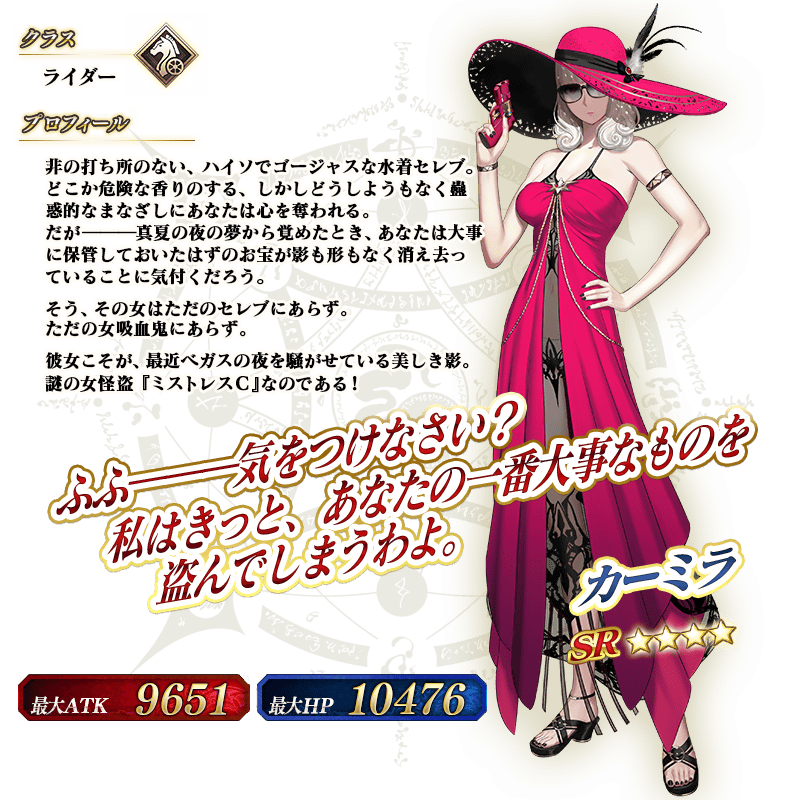 クラス
ライダー
プロフィール
非の打ち所のない、ハイソでゴージャスな水着セレブ。
どこか危険な香りのする、しかしどうしようもなく蠱
惑的なまなざしにあなたは心を奪われる。
だが―――真夏の夜の夢から覚めたとき、あなたは大事
に保管しておいたはずのお宝が影も形もなく消え去っ
ていることに気付くだろう。
そう、その女はただのセレブにあらず。
ただの女吸血鬼にあらず。
彼女こそが、最近ベガスの夜を騒がせている美しき影。
謎の女怪盗『ミストレスC』なのである！
ふふ―――気をつけなさい？
私はきっと、あなたの一番大事なものを
盗んでしまうわよ。
カーミラ
SR
最大ATK 9651
最大HP 10476